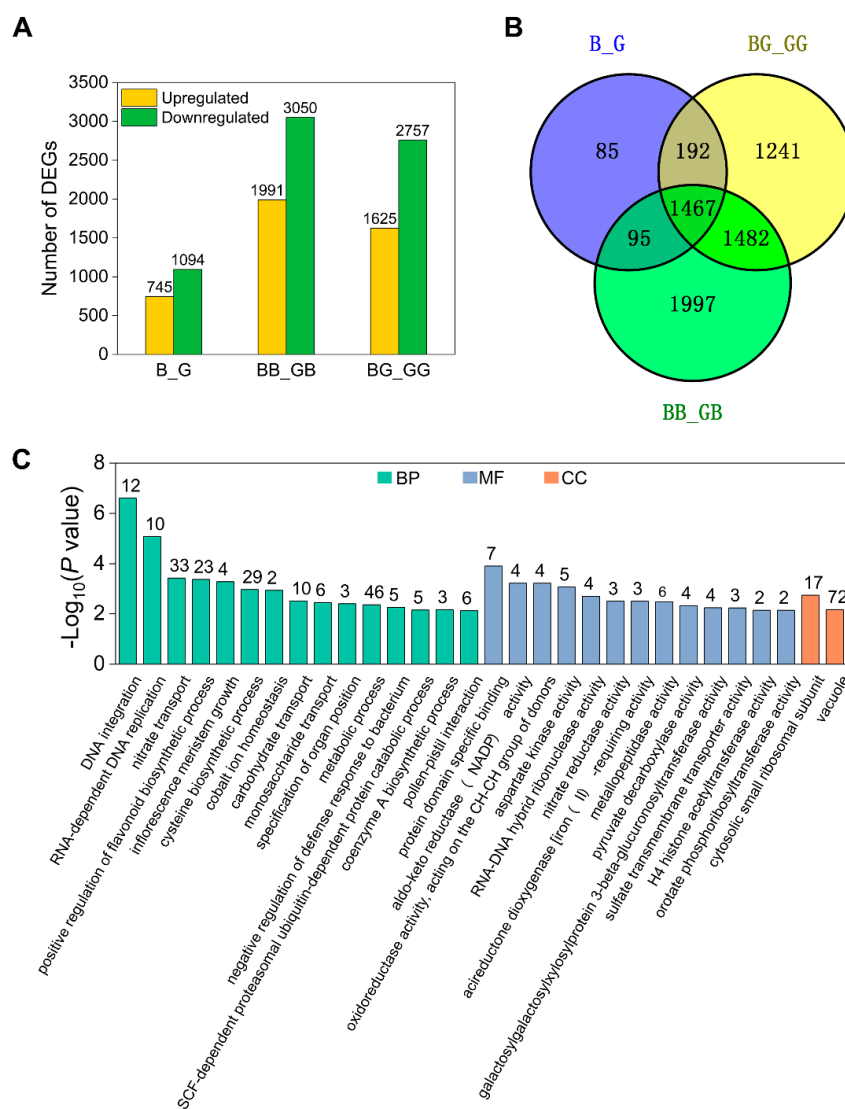 A
Number of DEGs
3500
3000
2500
2000
1500
1000
500
0
Upregulated
Downregulated
745
1094
1991
3050
1625
2757
B_G
BB_GB
BG_GG
B
B_G
BG_GG
85
192
1241
1467
95
1482
1997
BB_GB
C
-Log10(P value)
8
6
4
2
0
BP
MF
CC
12
10
33
23
4
29
2
10
6
3
46
5
5
3
6
7
4
4
5
4
3
3
6
4
4
3
2
2
17
72
DNA integration
RNA-dependent DNA replication
nitrate transport
positive regulation of flavonoid biosynthetic process
inflorescence meristem growth
cysteine biosynthetic process
cobalt ion homeostasis
carbohydrate transport
monosaccharide transport
specification of organ position
metabolic process
negative regulation of defense response to bacterium
SCF-dependent proteasomal ubiquitin-dependent protein catabolic process
coenzyme A biosynthetic process
pollen-pistil interaction
protein domain specific binding
aldo-keto reductase ( NADP) activity
oxidoreductase activity, acting on the CH-CH group of donors
aspartate kinase activity
RNA-DNA hybrid ribonuclease activity
nitrate reductase activity
acireductone dioxygenase [iron ( II) -requiring activity
metallopeptidase activity
pyruvate decarboxylase activity
galactosylgalactosylxylosylprotein 3-beta-glucuronosyltransferase activity
sulfate transmembrane transporter activity
H4 histone acetyltransferase activity
orotate phosphoribosyltransferase activity
cytosolic small ribosomal subunit
vacuole